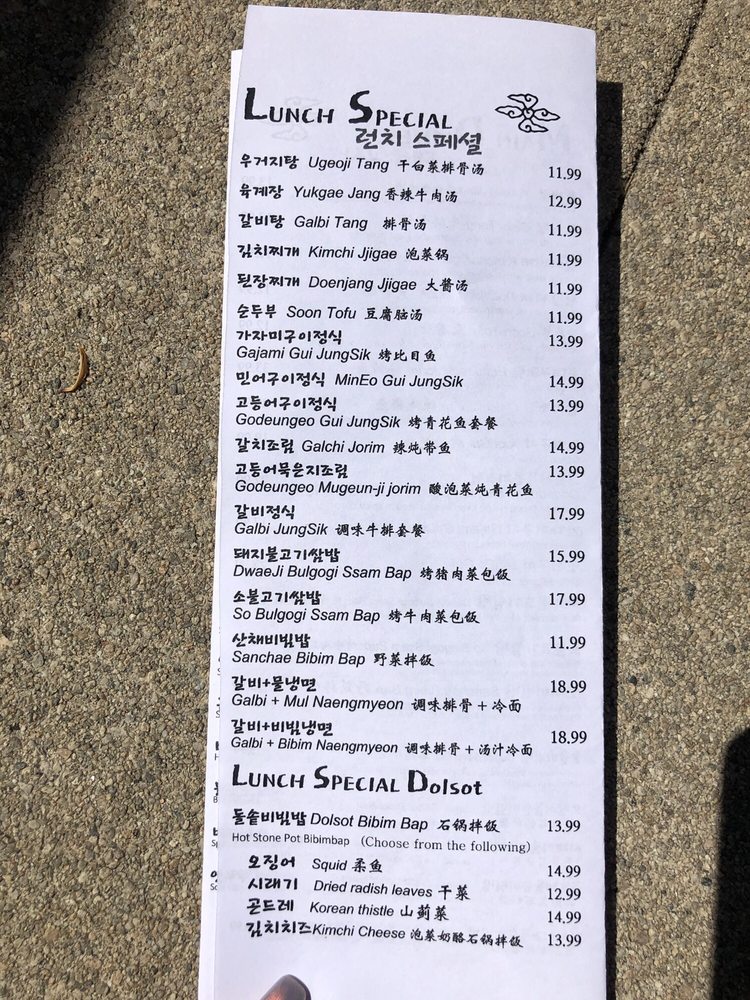 LUNCH SPECIAL
런치 스페셜
우거지탕 Ugeoji Tang 干白菜排骨汤 11.99
육계장 Yukgae Jang 香辣牛肉汤 12.99
갈비탕 Galbi Tang 排骨汤 11.99
김치찌개 Kimchi Jjigae 泡菜锅 11.99
된장찌개 Doenjang Jjigae 大酱汤 11.99
순두부 Soon Tofu 豆腐脑汤 11.99
가자미구이정식 13.99
Gajami Gui JungSik 烤比目鱼
민어구이정식 MinEo Gui JungSik 14.99
고등어구이정식 13.99
Godeungeo Gui JungSik 烤青花鱼套餐
갈치조림 Galchi Jorim 辣炖带鱼 14.99
고등어묵은지조림 13.99
Godeungeo Mugeun-ji jorim 酸泡菜炖青花鱼
갈비정식 17.99
Galbi JungSik 调味牛排套餐
돼지불고기쌈밥 15.99
DwaeJi Bulgogi Ssam Bap 烤猪肉菜包饭
소불고기쌈밥 17.99
So Bulgogi Ssam Bap 烤牛肉菜包饭
산채비빔밥 11.99
Sanchae Bibim Bap 野菜拌饭
갈비+물냉면 18.99
Galbi + Mul Naengmyeon 调味排骨 + 冷面
갈비+비빔냉면 18.99
Galbi + Bibim Naengmyeon 调味排骨 + 汤汁冷面
LUNCH SPECIAL Dolsot
돌솥비빔밥 Dolsot Bibim Bap 石锅拌饭 13.99
Hot Stone Pot Bibimbap (Choose from the following)
오징어 Squid 柔鱼 14.99
시래기 Dried radish leaves 干菜 12.99
곤드레 Korean thistle 山蓟菜 14.99
김치치즈 Kimchi Cheese 泡菜奶酪石锅拌饭 13.99